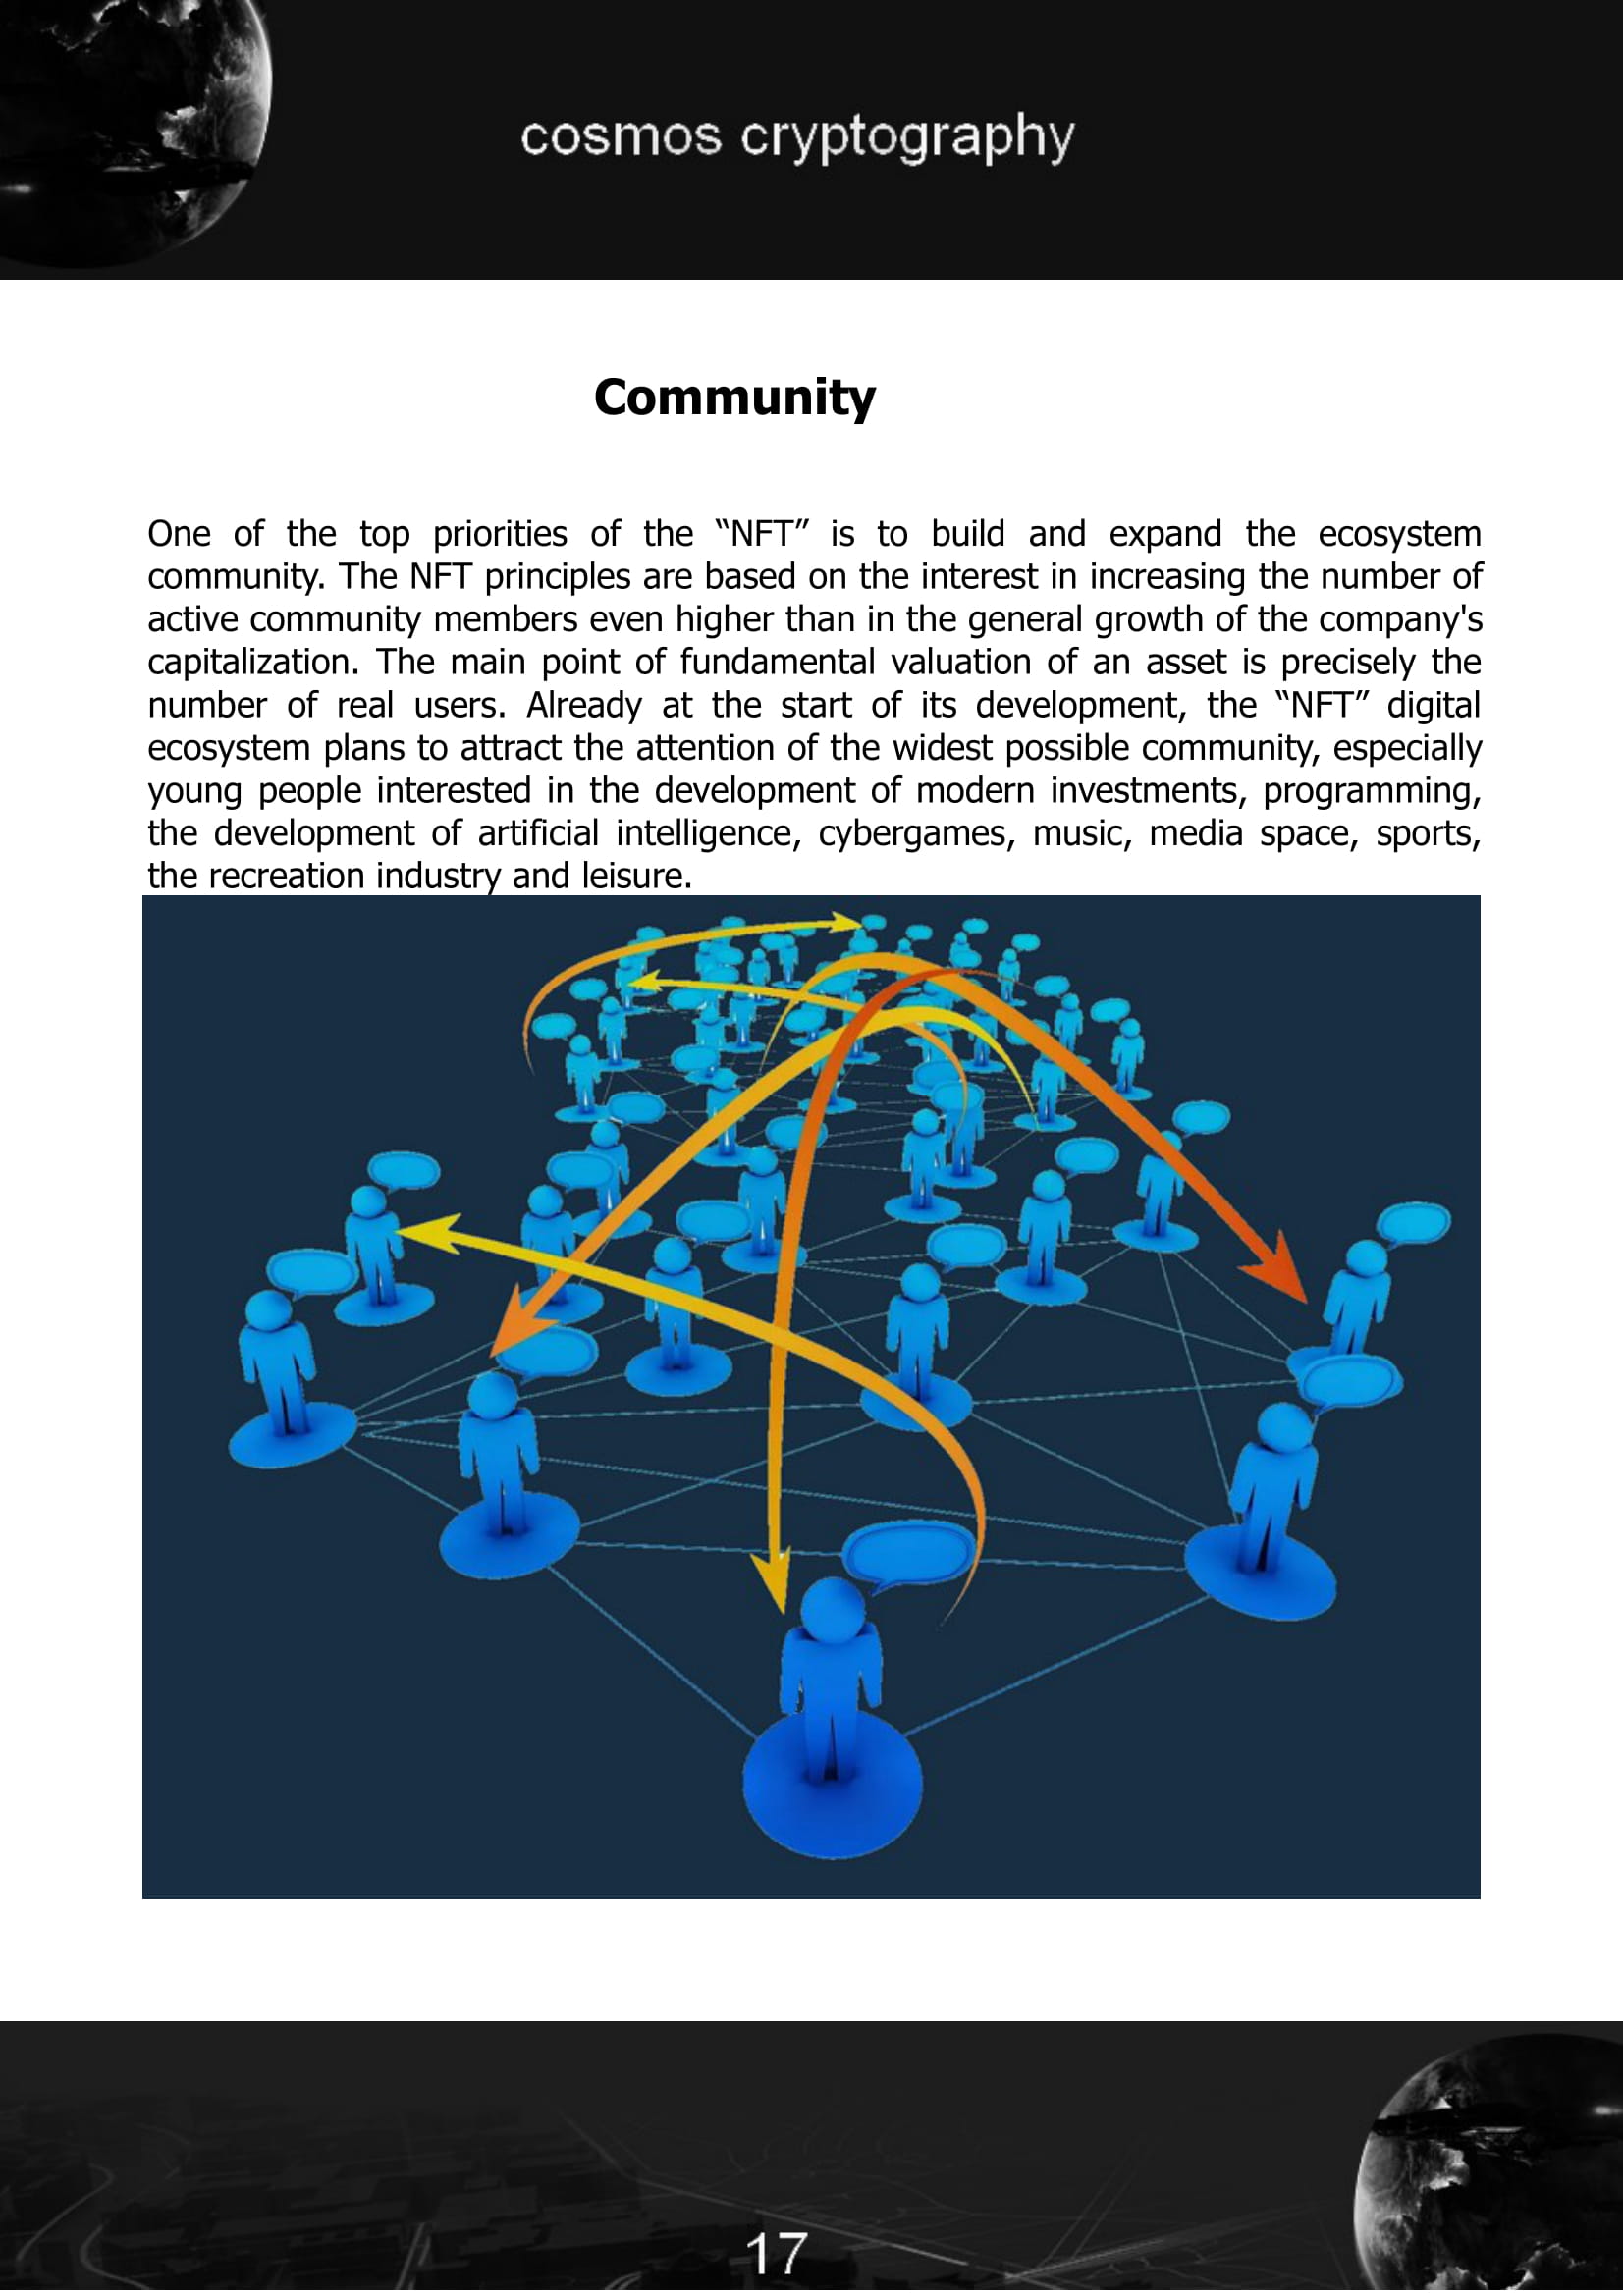 cosmos cryptography
Community
One of the top priorities of the “NFT” is to build and expand the ecosystem
community. The NFT principles are based on the interest in increasing the number of
active community members even higher than in the general growth of the company's
capitalization. The main point of fundamental valuation of an asset is precisely the
number of real users. Already at the start of its development, the “NFT” digital
ecosystem plans to attract the attention of the widest possible community, especially
young people interested in the development of modern investments, programming,
the development of artificial intelligence, cybergames, music, media space, sports,
the recreation industry and leisure.
17